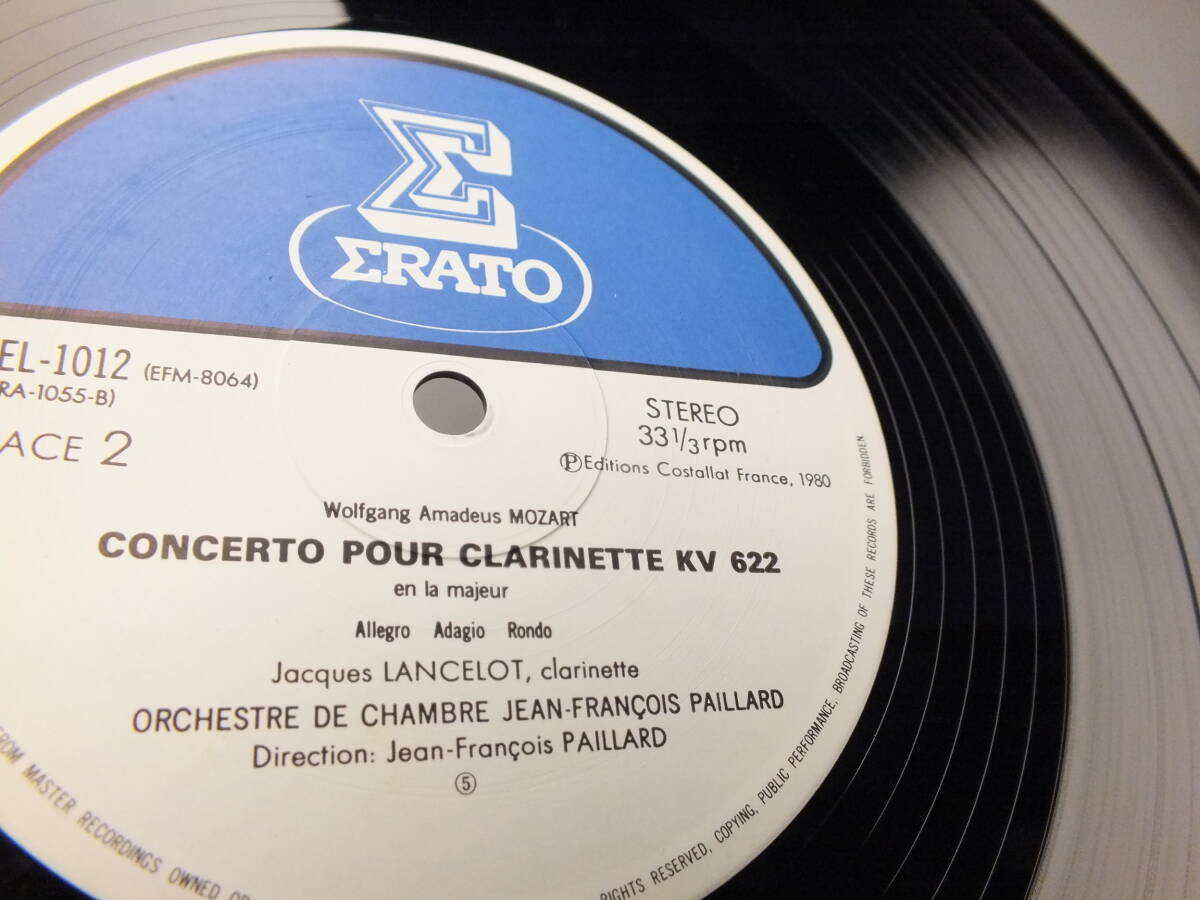 Σ
ΣRATO
EL-1012 (EFM-8064)
RA-1055-B)
ACE 2
STEREO
33 1/3 rpm
Ⓟ Editions Costallat France, 1980
Wolfgang Amadeus MOZART
CONCERTO POUR CLARINETTE KV 622
en la majeur
Allegro Adagio Rondo
Jacques LANCELOT, clarinette
ORCHESTRE DE CHAMBRE JEAN-FRANÇOIS PAILLARD
Direction: Jean-François PAILLARD
⑤
FROM MASTER RECORDINGS OWNED OR
RIGHTS RESERVED, COPYING, PUBLIC PERFORMANCE, BROADCASTING OF THESE RECORDS ARE FORBIDDEN.